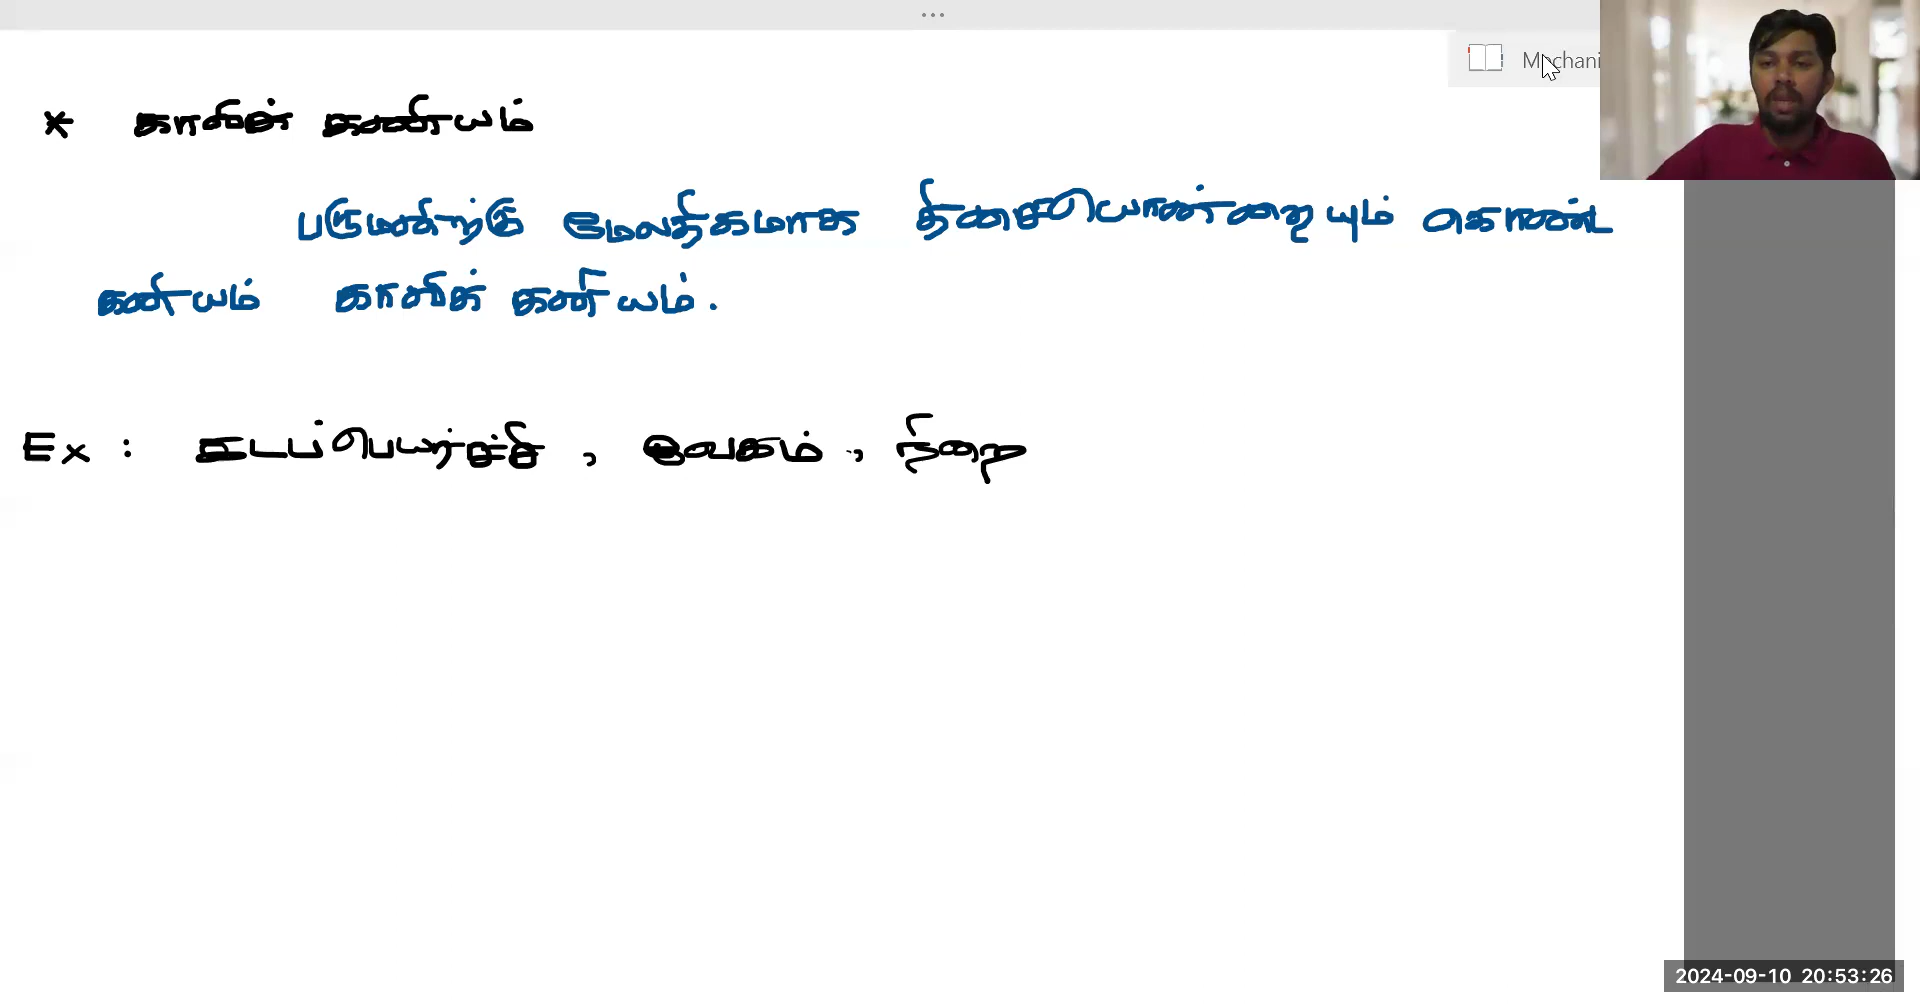 Mechani
* காவிக் கணியம்
பருமனிற்கு மேலதிகமாக திசையொன்றையும் கொண்ட
கணியம் காவிக் கணியம்.
Ex : இடப்பெயர்ச்சி , வேகம் , நிறை
2024-09-10 20:53:26